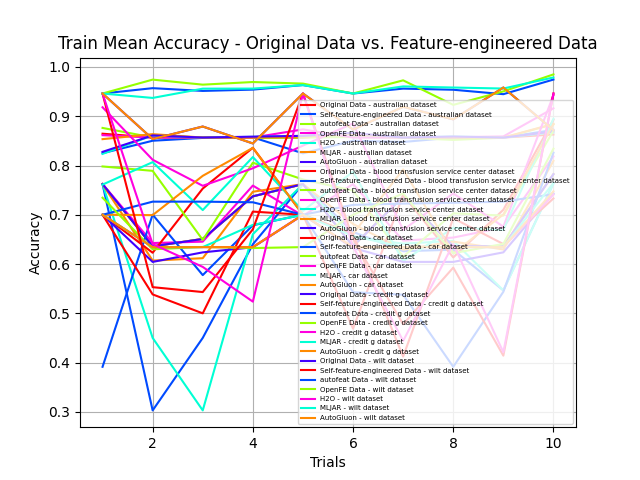 Train Mean Accuracy - Original Data vs. Feature-engineered Data
1.0
0.9
0.8
0.7
0.6
0.5
0.4
0.3
Accuracy
2
4
6
8
10
Trials
Original Data - australian dataset
Self-feature-engineered Data - australian dataset
autofeat Data - australian dataset
OpenFE Data - australian dataset
H2O - australian dataset
MLJAR - australian dataset
AutoGluon - australian dataset
Original Data - blood transfusion service center dataset
Self-feature-engineered Data - blood transfusion service center dataset
autofeat Data - blood transfusion service center dataset
OpenFE Data - blood transfusion service center dataset
H2O - blood transfusion service center dataset
MLJAR - blood transfusion service center dataset
AutoGluon - blood transfusion service center dataset
Original Data - car dataset
Self-feature-engineered Data - car dataset
autofeat Data - car dataset
OpenFE Data - car dataset
MLJAR - car dataset
AutoGluon - car dataset
Original Data - credit g dataset
Self-feature-engineered Data - credit g dataset
autofeat Data - credit g dataset
OpenFE Data - credit g dataset
H2O - credit g dataset
MLJAR - credit g dataset
AutoGluon - credit g dataset
Original Data - wilt dataset
Self-feature-engineered Data - wilt dataset
autofeat Data - wilt dataset
OpenFE Data - wilt dataset
H2O - wilt dataset
MLJAR - wilt dataset
AutoGluon - wilt dataset